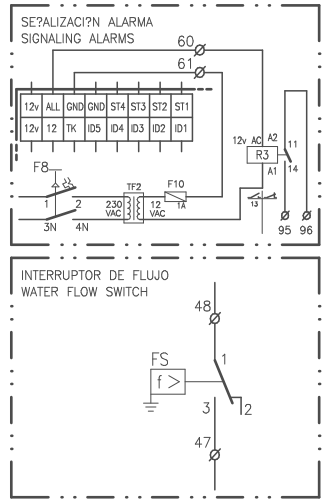 SE?ALIZACI?N ALARMA
SIGNALING ALARMS
60
61
12v ALL GND GND ST4 ST3 ST2 ST1
12v 12 TK ID5 ID4 ID3 ID2 ID1
12v AC A2
R3
A1
11
14
13
F8
1 2
3N 4N
TF2
230 VAC
12 VAC
F10
1A
95 96
INTERRUPTOR DE FLUJO
WATER FLOW SWITCH
48
FS
f >
1
3 2
47